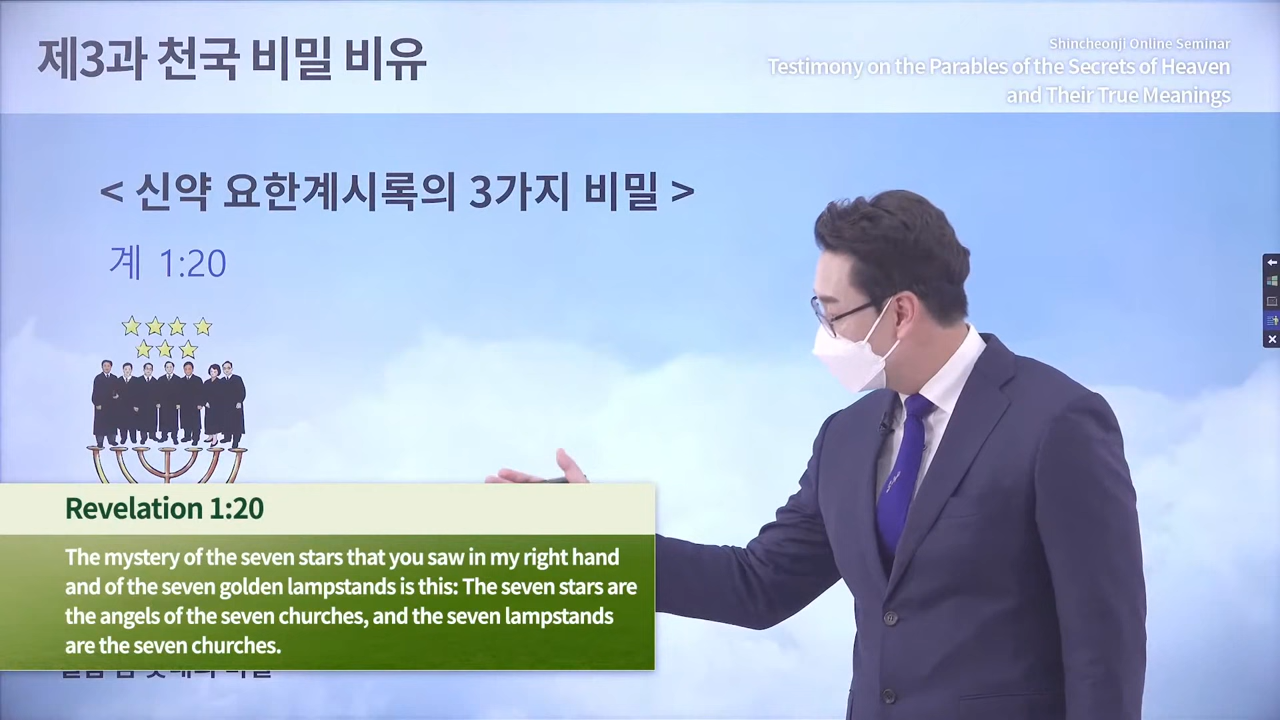 제3과 천국 비밀 비유
Shincheonji Online Seminar
Testimony on the Parables of the Secrets of Heaven
and Their True Meanings
< 신약 요한계시록의 3가지 비밀 >
계 1:20
Revelation 1:20
The mystery of the seven stars that you saw in my right hand
and of the seven golden lampstands is this: The seven stars are
the angels of the seven churches, and the seven lampstands
are the seven churches.